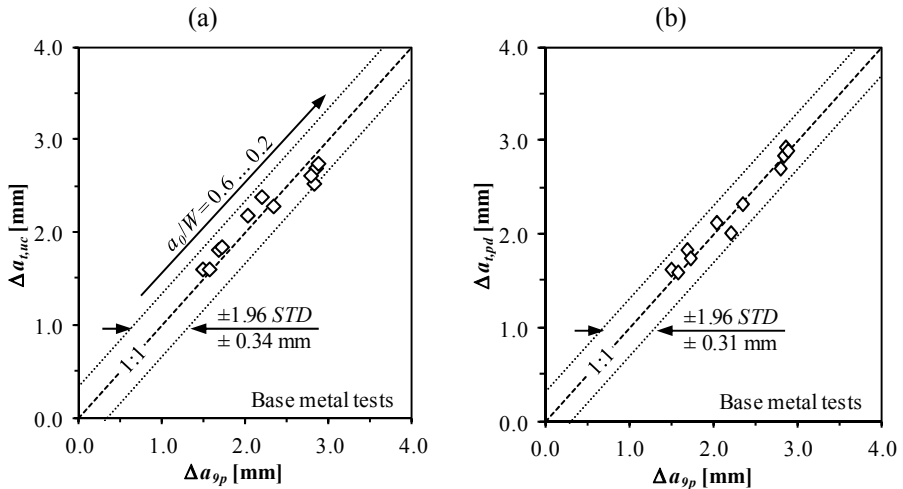 (a)
4.0
3.0
2.0
1.0
0.0
0.0 1.0 2.0 3.0 4.0
Δa_t,uc [mm]
Δa_9p [mm]
a_0/W = 0.6 ... 0.2
1:1
±1.96 STD
± 0.34 mm
Base metal tests
(b)
4.0
3.0
2.0
1.0
0.0
0.0 1.0 2.0 3.0 4.0
Δa_t,pd [mm]
Δa_9p [mm]
1:1
±1.96 STD
± 0.31 mm
Base metal tests